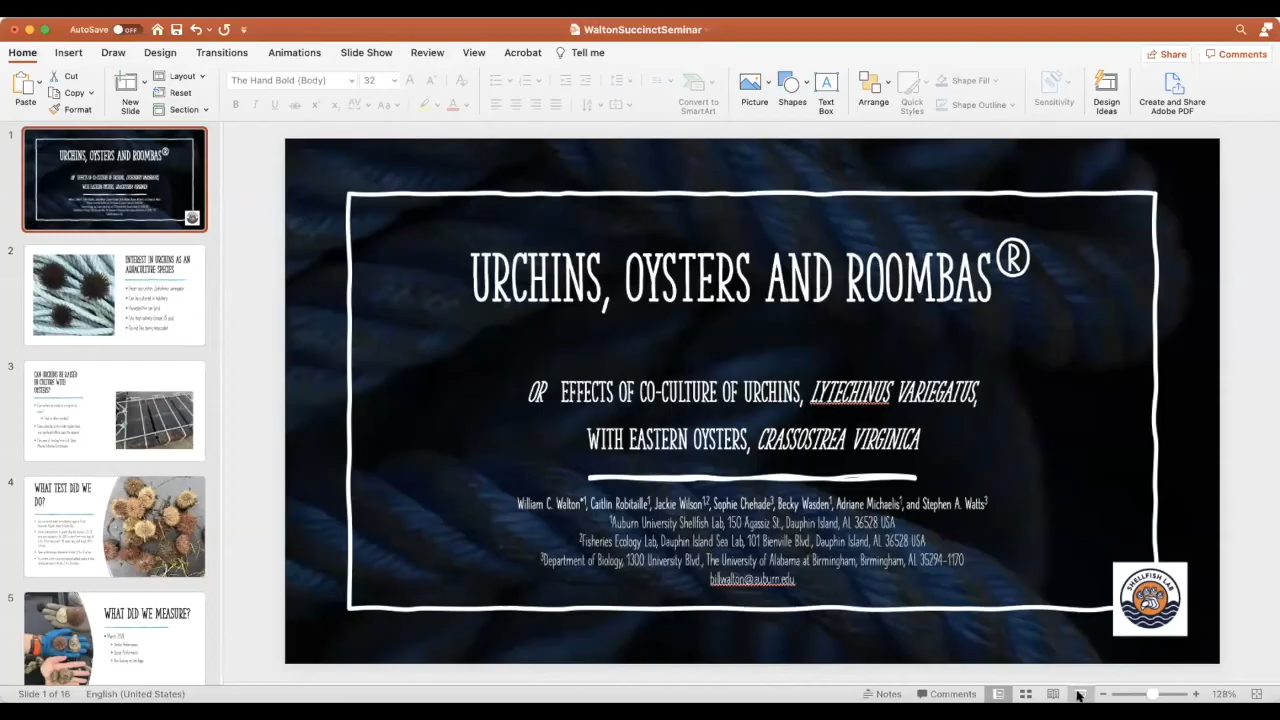 AutoSave OFF
WaltonSuccinctSeminar
Home Insert Draw Design Transitions Animations Slide Show Review View Acrobat Tell me
Share Comments
Paste
Cut
Copy
Format
New Slide
Layout
Reset
Section
The Hand Bold (Body) 32
Convert to SmartArt
Picture
Shapes
Text Box
Arrange
Quick Styles
Shape Fill
Shape Outline
Sensitivity
Design Ideas
Create and Share Adobe PDF
1
URCHINS, OYSTERS AND ROOMBAS®
2
INTEREST IN URCHINS AS AN
AQUACULTURE SPECIES
3
CAN URCHINS BE RAISED
IN CULTURE WITH
OYSTERS?
4
WHAT TEST DID WE
DO?
5
WHAT DID WE MEASURE?
URCHINS, OYSTERS AND ROOMBAS®
OR EFFECTS OF CO-CULTURE OF URCHINS, LYTECHINUS VARIEGATUS,
WITH EASTERN OYSTERS, CRASSOSTREA VIRGINICA
William C. Walton*¹, Caitlin Robitaille¹, Jackie Wilson¹,², Sophie Chehade³, Becky Wasden¹, Adriane Michaelis¹, and Stephen A. Watts³
¹Auburn University Shellfish Lab, 150 Agassiz St., Dauphin Island, AL 36528 USA
²Fisheries Ecology Lab, Dauphin Island Sea Lab, 101 Bienville Blvd., Dauphin Island, AL 36528 USA
³Department of Biology, 1300 University Blvd., The University of Alabama at Birmingham, Birmingham, AL 35294-1170
billwalton@auburn.edu
SHELLFISH LAB
Slide 1 of 16 English (United States) Notes Comments 128%